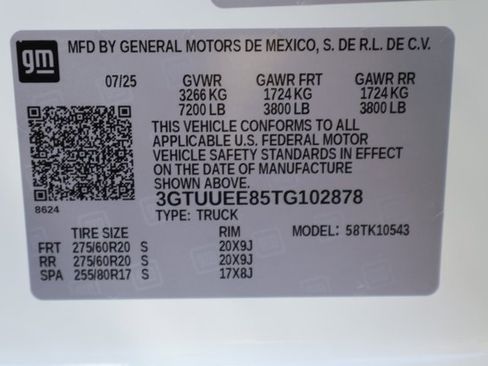 gm
MFD BY GENERAL MOTORS DE MEXICO, S. DE R.L. DE C.V.
07/25 GVWR GAWR FRT GAWR RR
3266 KG 1724 KG 1724 KG
7200 LB 3800 LB 3800 LB
THIS VEHICLE CONFORMS TO ALL
APPLICABLE U.S. FEDERAL MOTOR
VEHICLE SAFETY STANDARDS IN EFFECT
ON THE DATE OF MANUFACTURE
SHOWN ABOVE.
8624
3GTUUEE85TG102878
TYPE: TRUCK
TIRE SIZE RIM MODEL: 58TK10543
FRT 275/60R20 S 20X9J
RR 275/60R20 S 20X9J
SPA 255/80R17 S 17X8J